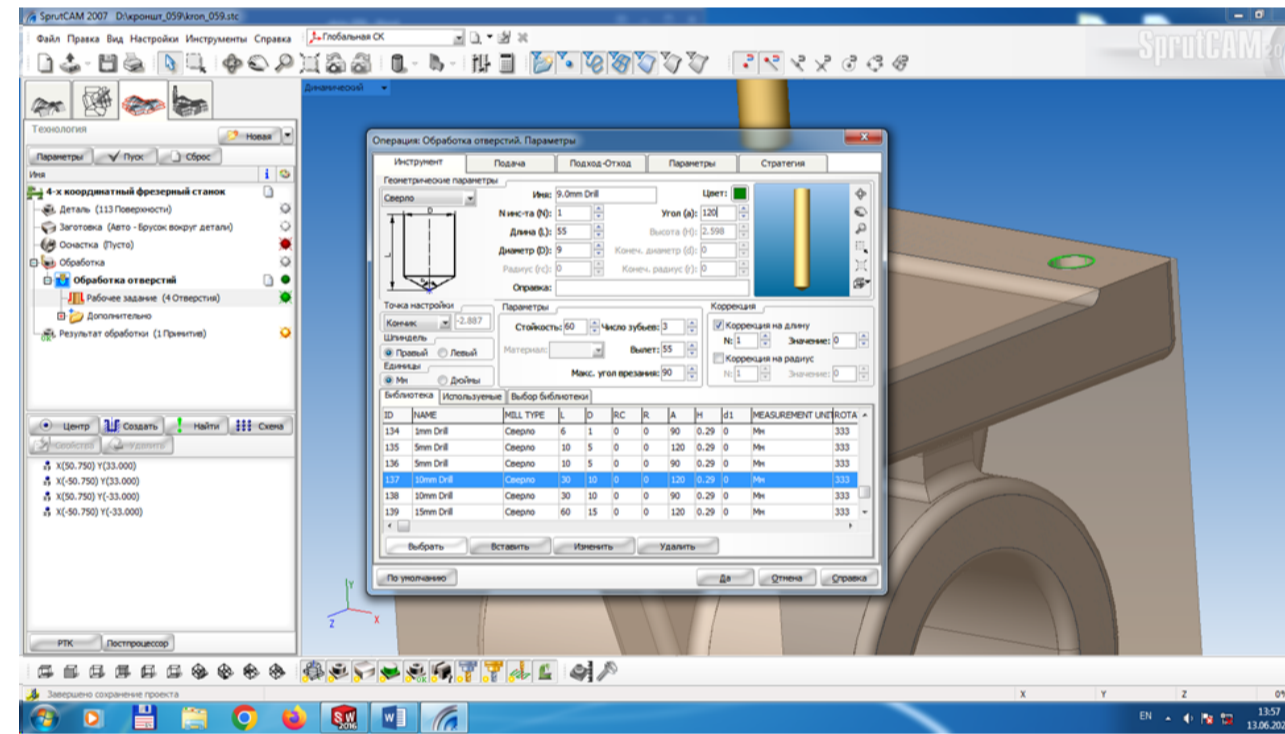 SprutCAM 2007 D:\кроншт_059\kron_059.stc
Файл Правка Вид Настройки Инструменты Справка Глобальная СК
SprutCAM
Динамический
Технология
Новая
Параметры Пуск Сброс
Имя
4-х координатный фрезерный станок
Деталь (113 Поверхности)
Заготовка (Авто - Брусок вокруг детали)
Оснастка (Пусто)
Обработка
Обработка отверстий
Рабочее задание (4 Отверстия)
Дополнительно
Результат обработки (1 Примитив)
Центр Создать Найти Схема
Свойства Удалить
X(50.750) Y(33.000)
X(-50.750) Y(33.000)
X(50.750) Y(-33.000)
X(-50.750) Y(-33.000)
РТК Постпроцессор
Операция: Обработка отверстий. Параметры
Инструмент Подача Подход-Отход Параметры Стратегия
Геометрические параметры
Сверло Имя: 9.0mm Drill Цвет:
N инс-та (N): 1 Угол (a): 120
Длина (L): 55 Высота (H): 2.598
Диаметр (D): 9 Конеч. диаметр (d): 0
Радиус (rc): 0 Конеч. радиус (r): 0
Оправка:
Точка настройки Параметры Коррекция
Кончик -2.887 Стойкость: 60 Число зубьев: 3 Коррекция на длину
Шпиндель N: 1 Значение: 0
Правый Левый Материал: Вылет: 55 Коррекция на радиус
Единицы Макс. угол врезания: 90 N: 1 Значение: 0
Мм Дюймы
Библиотека Используемые Выбор библиотеки
ID NAME MILL TYPE L D RC R A H d1 MEASUREMENT UNIT ROTA
134 1mm Drill Сверло 6 1 0 0 90 0.29 0 Мм 333
135 5mm Drill Сверло 10 5 0 0 120 0.29 0 Мм 333
136 5mm Drill Сверло 10 5 0 0 90 0.29 0 Мм 333
137 10mm Drill Сверло 30 10 0 0 120 0.29 0 Мм 333
138 10mm Drill Сверло 30 10 0 0 90 0.29 0 Мм 333
139 15mm Drill Сверло 60 15 0 0 120 0.29 0 Мм 333
Выбрать Вставить Изменить Удалить
По умолчанию Да Отмена Справка
Y
Z X
Завершено сохранение проекта X Y Z
EN 13:57
13.06.202